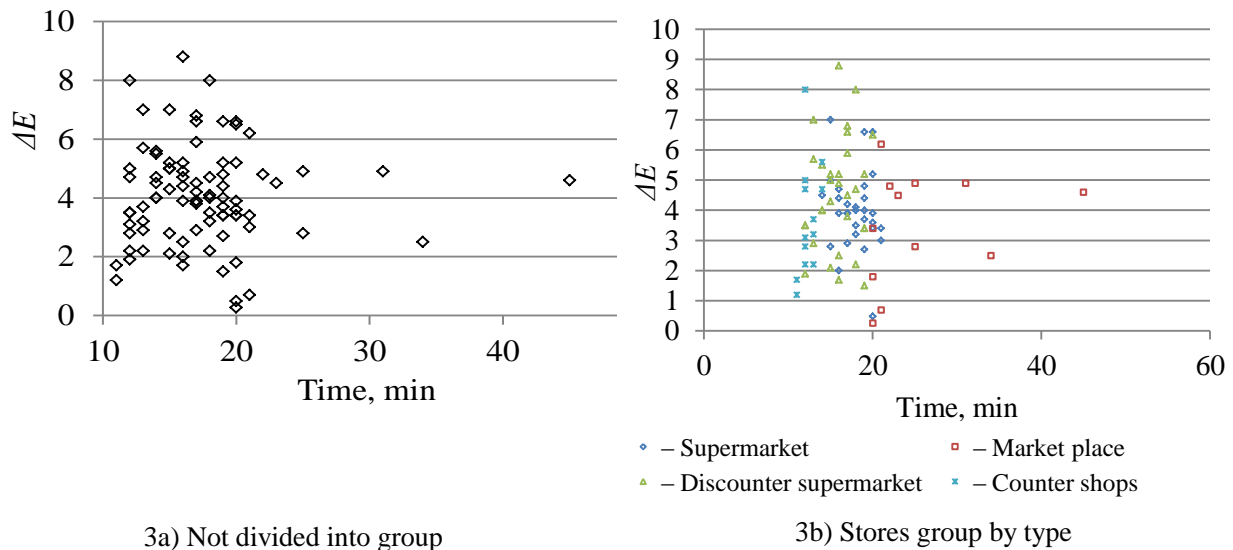 10
8
6
4
2
0
ΔE
10 20 30 40
Time, min
3a) Not divided into group
10
9
8
7
6
5
4
3
2
1
0
ΔE
0 20 40 60
Time, min
– Supermarket – Market place
– Discounter supermarket – Counter shops
3b) Stores group by type